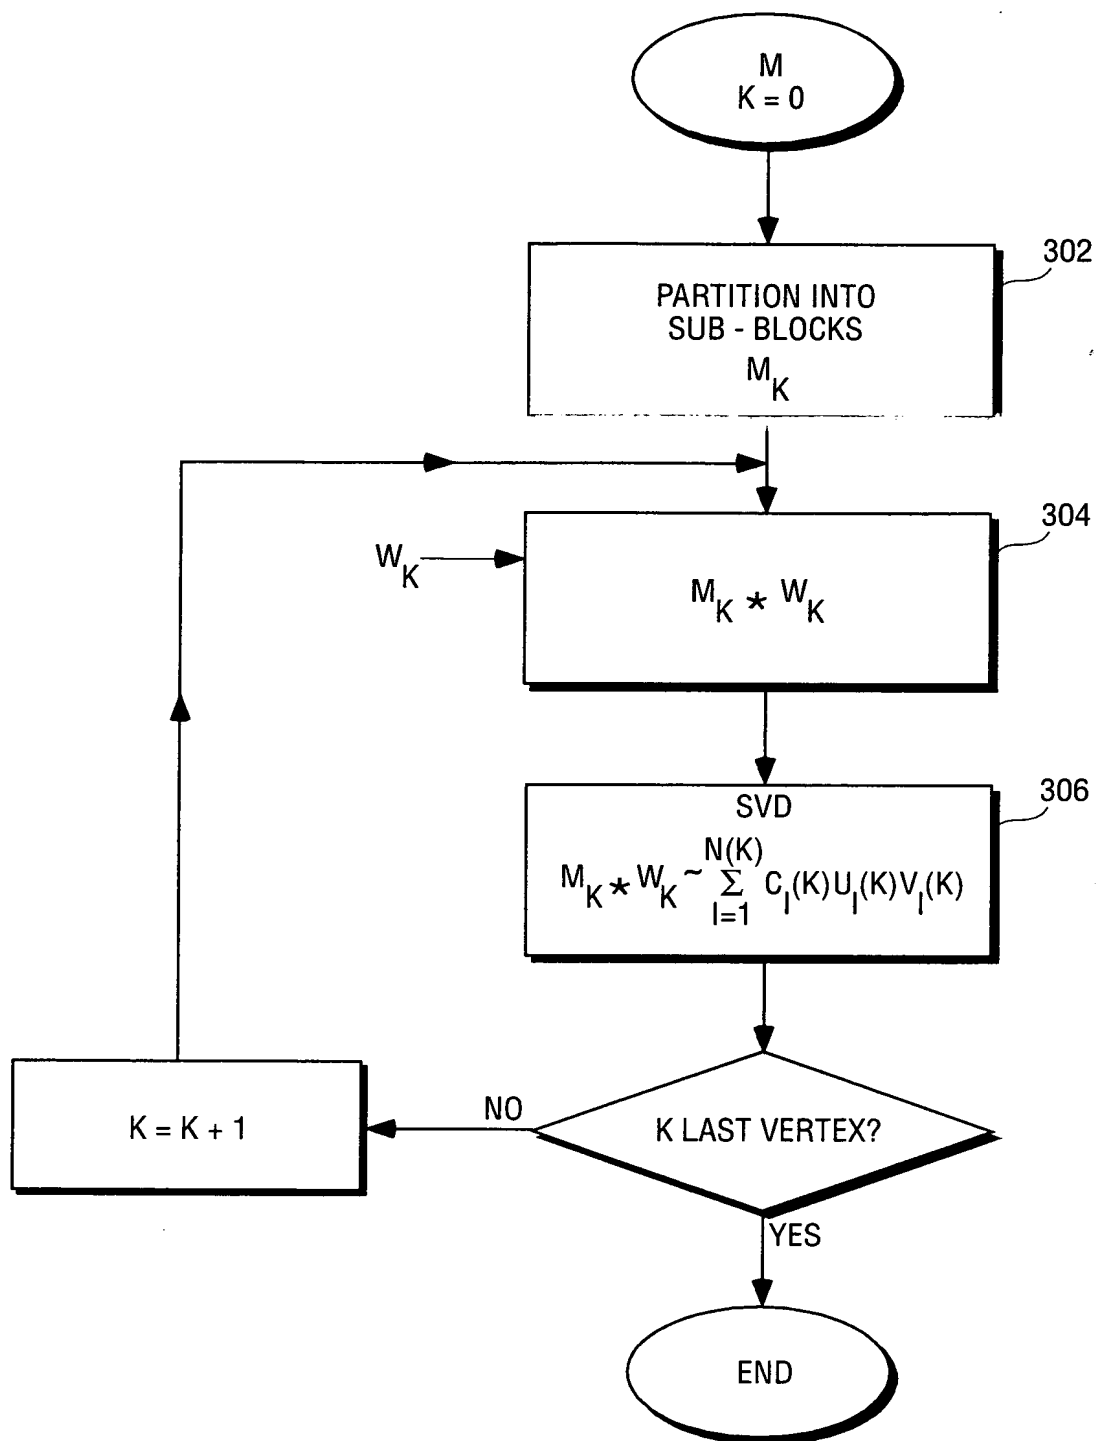 M
K = 0
302
PARTITION INTO
SUB - BLOCKS
M_K
304
W_K
M_K ★ W_K
306
SVD
M_K ★ W_K ~ N(K) Σ I=1 C_I(K)U_I(K)V_I(K)
NO
K = K + 1
K LAST VERTEX?
YES
END